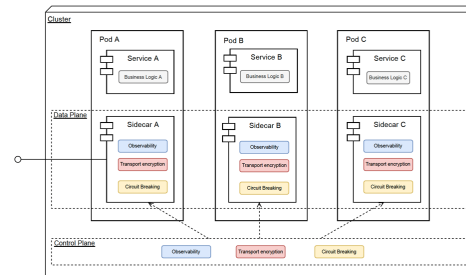 Cluster
Pod A
Pod B
Pod C
Service A
Service B
Service C
Business Logic A
Business Logic B
Business Logic C
Data Plane
Sidecar A
Sidecar B
Sidecar C
Observability
Observability
Observability
Transport encryption
Transport encryption
Transport encryption
Circuit Breaking
Circuit Breaking
Circuit Breaking
Control Plane
Observability
Transport encryption
Circuit Breaking